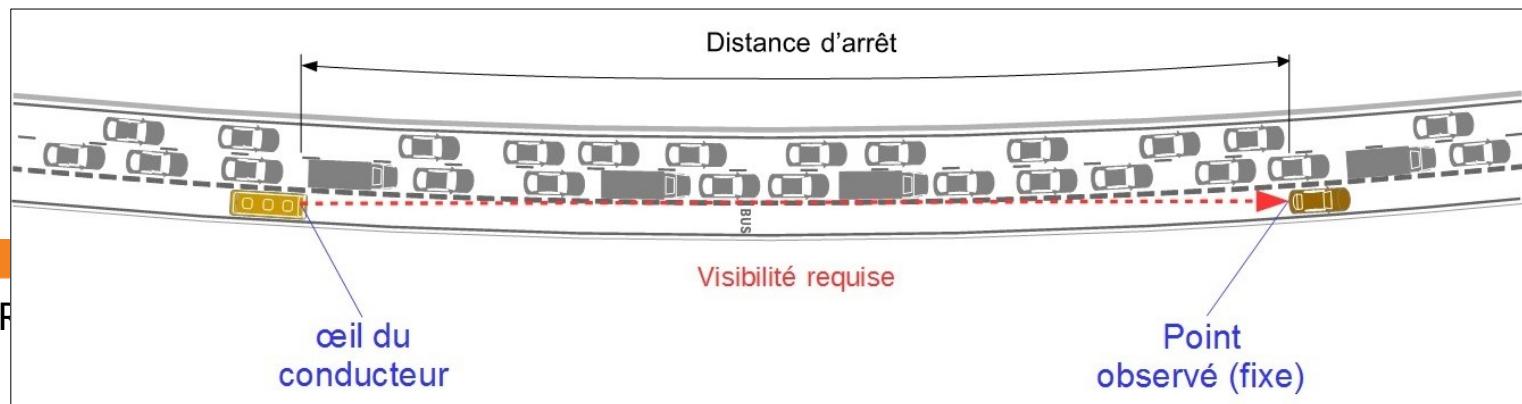 Distance d'arrêt
BUS
Visibilité requise
œil du
conducteur
Point
observé (fixe)